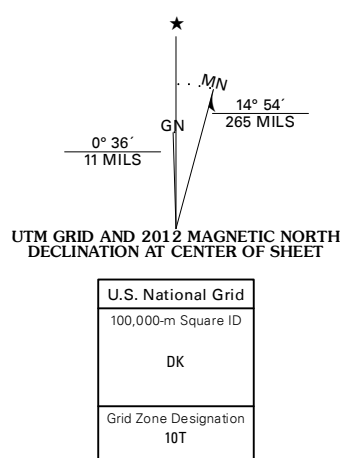 ★
MN
GN
0° 36´
11 MILS
14° 54´
265 MILS
UTM GRID AND 2012 MAGNETIC NORTH
DECLINATION AT CENTER OF SHEET
U.S. National Grid
100,000-m Square ID
DK
Grid Zone Designation
10T